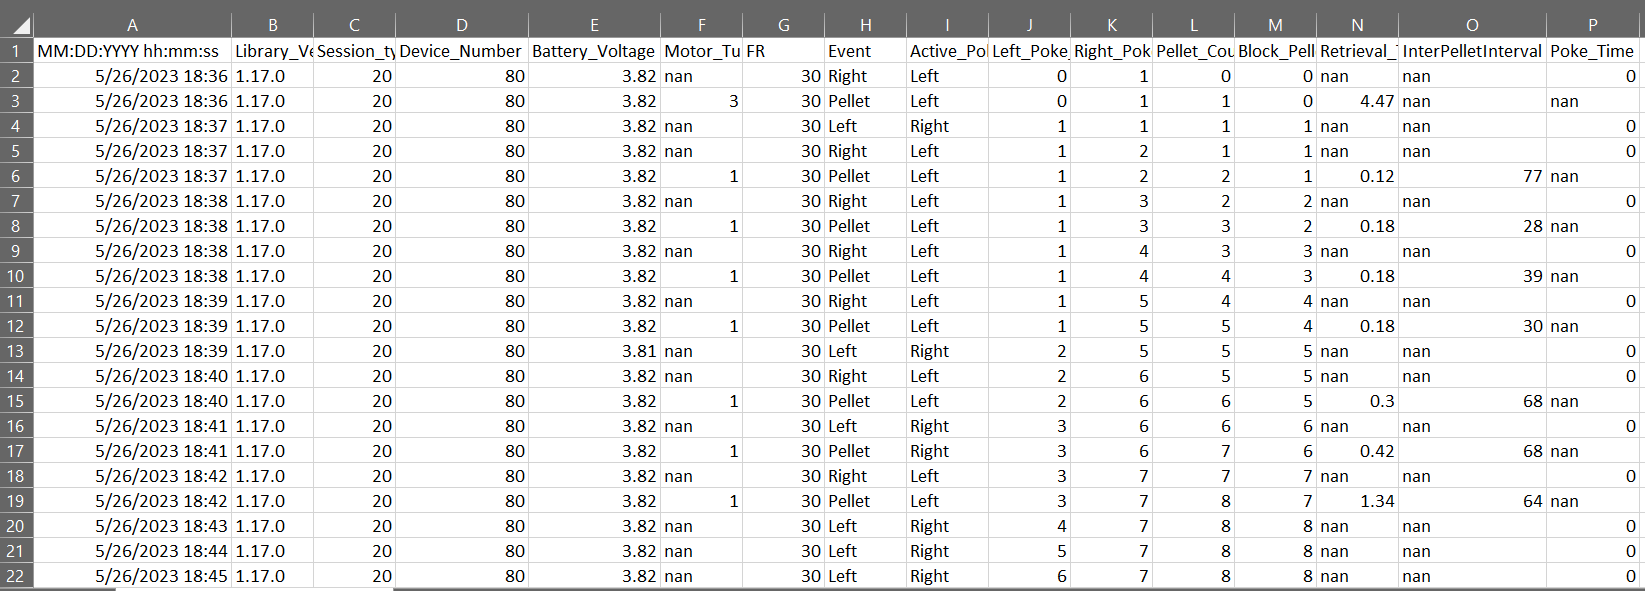 A B C D E F G H I J K L M N O P
1 MM:DD:YYYY hh:mm:ss Library_Ve Session_ty Device_Number Battery_Voltage Motor_Tu FR Event Active_Pol Left_Poke_ Right_Pok Pellet_Cou Block_Pell Retrieval_ InterPelletInterval Poke_Time
2 5/26/2023 18:36 1.17.0 20 80 3.82 nan 30 Right Left 0 1 0 0 nan nan 0
3 5/26/2023 18:36 1.17.0 20 80 3.82 3 30 Pellet Left 0 1 1 0 4.47 nan nan
4 5/26/2023 18:37 1.17.0 20 80 3.82 nan 30 Left Right 1 1 1 1 nan nan 0
5 5/26/2023 18:37 1.17.0 20 80 3.82 nan 30 Right Left 1 2 1 1 nan nan 0
6 5/26/2023 18:37 1.17.0 20 80 3.82 1 30 Pellet Left 1 2 2 1 0.12 77 nan
7 5/26/2023 18:38 1.17.0 20 80 3.82 nan 30 Right Left 1 3 2 2 nan nan 0
8 5/26/2023 18:38 1.17.0 20 80 3.82 1 30 Pellet Left 1 3 3 2 0.18 28 nan
9 5/26/2023 18:38 1.17.0 20 80 3.82 nan 30 Right Left 1 4 3 3 nan nan 0
10 5/26/2023 18:38 1.17.0 20 80 3.82 1 30 Pellet Left 1 4 4 3 0.18 39 nan
11 5/26/2023 18:39 1.17.0 20 80 3.82 nan 30 Right Left 1 5 4 4 nan nan 0
12 5/26/2023 18:39 1.17.0 20 80 3.82 1 30 Pellet Left 1 5 5 4 0.18 30 nan
13 5/26/2023 18:39 1.17.0 20 80 3.81 nan 30 Left Right 2 5 5 5 nan nan 0
14 5/26/2023 18:40 1.17.0 20 80 3.82 nan 30 Right Left 2 6 5 5 nan nan 0
15 5/26/2023 18:40 1.17.0 20 80 3.82 1 30 Pellet Left 2 6 6 5 0.3 68 nan
16 5/26/2023 18:41 1.17.0 20 80 3.82 nan 30 Left Right 3 6 6 6 nan nan 0
17 5/26/2023 18:41 1.17.0 20 80 3.82 1 30 Pellet Right 3 6 7 6 0.42 68 nan
18 5/26/2023 18:42 1.17.0 20 80 3.82 nan 30 Right Left 3 7 7 7 nan nan 0
19 5/26/2023 18:42 1.17.0 20 80 3.82 1 30 Pellet Left 3 7 8 7 1.34 64 nan
20 5/26/2023 18:43 1.17.0 20 80 3.82 nan 30 Left Right 4 7 8 8 nan nan 0
21 5/26/2023 18:44 1.17.0 20 80 3.82 nan 30 Left Right 5 7 8 8 nan nan 0
22 5/26/2023 18:45 1.17.0 20 80 3.82 nan 30 Left Right 6 7 8 8 nan nan 0